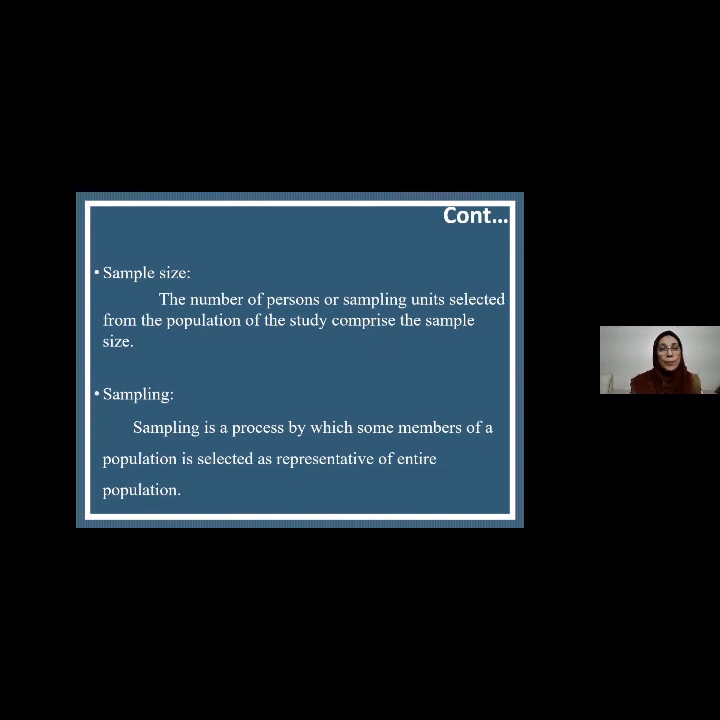 Cont...
• Sample size:
The number of persons or sampling units selected
from the population of the study comprise the sample
size.
• Sampling:
Sampling is a process by which some members of a
population is selected as representative of entire
population.